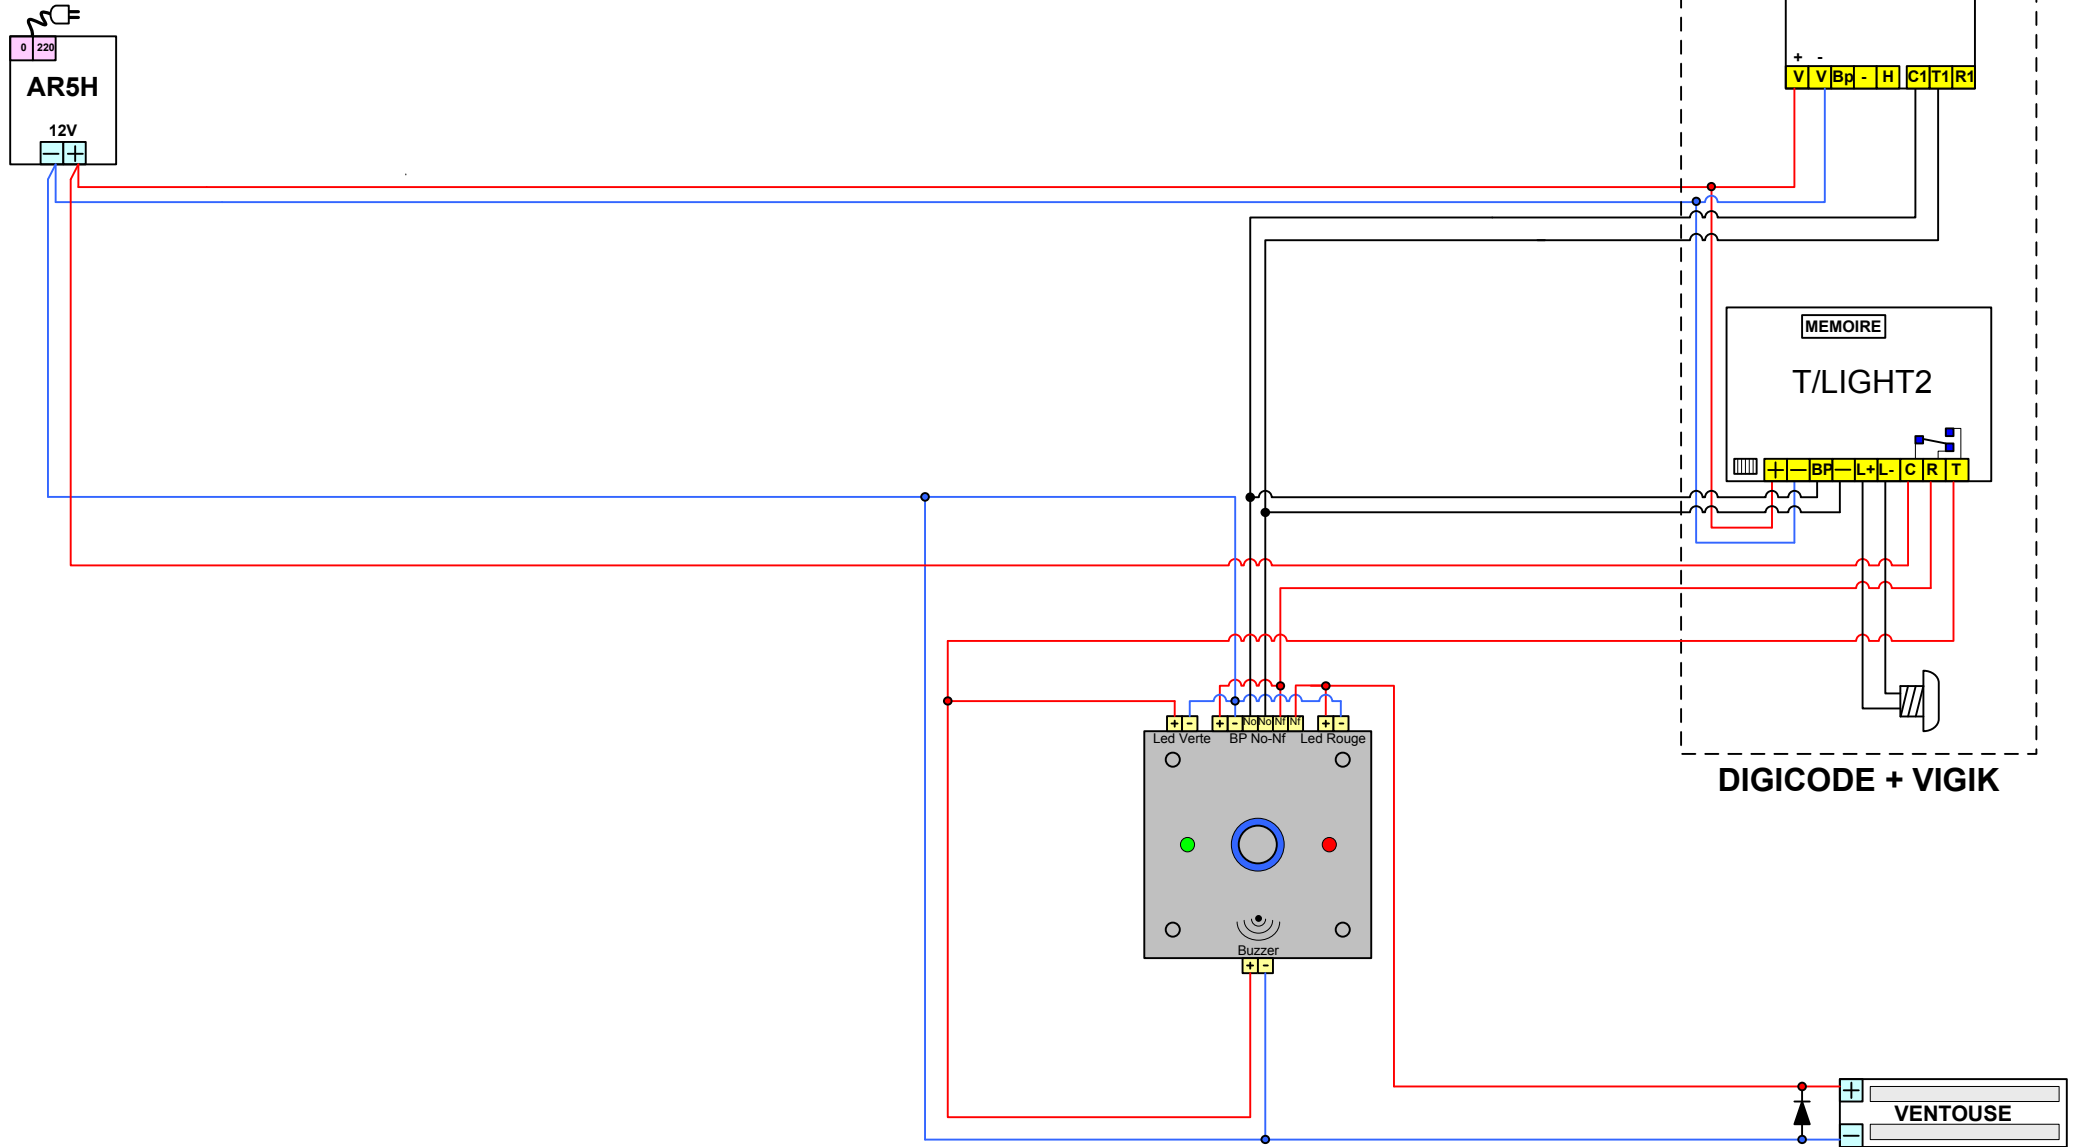 0 220
AR5H
12V
— +
+ -
V V Bp - H C1 T1 R1
MEMOIRE
T/LIGHT2
+ — BP — L+ L- C R T
+ - + - No No Nf Nf + -
Led Verte BP No-Nf Led Rouge
DIGICODE + VIGIK
Buzzer
+ -
+
VENTOUSE
—